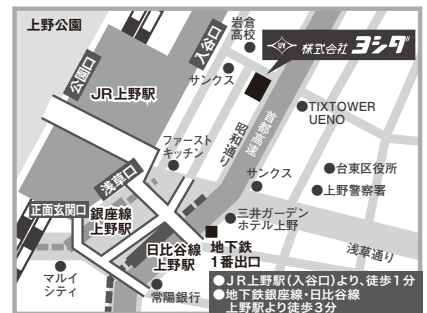 上野公園
岩倉
高校
UY
株式会社 ヨシダ
入谷口
公園口
サンクス
JR上野駅
TIXTOWER
UENO
首都高速
昭和通り
ファースト
キッチン
台東区役所
サンクス
上野警察署
浅草口
正面玄関口
銀座線
上野駅
三井ガーデン
ホテル上野
日比谷線
上野駅
地下鉄
1番出口
浅草通り
マルイ
シティ
常陽銀行
●JR上野駅(入谷口)より、徒歩1分
●地下鉄銀座線・日比谷線
上野駅より徒歩3分